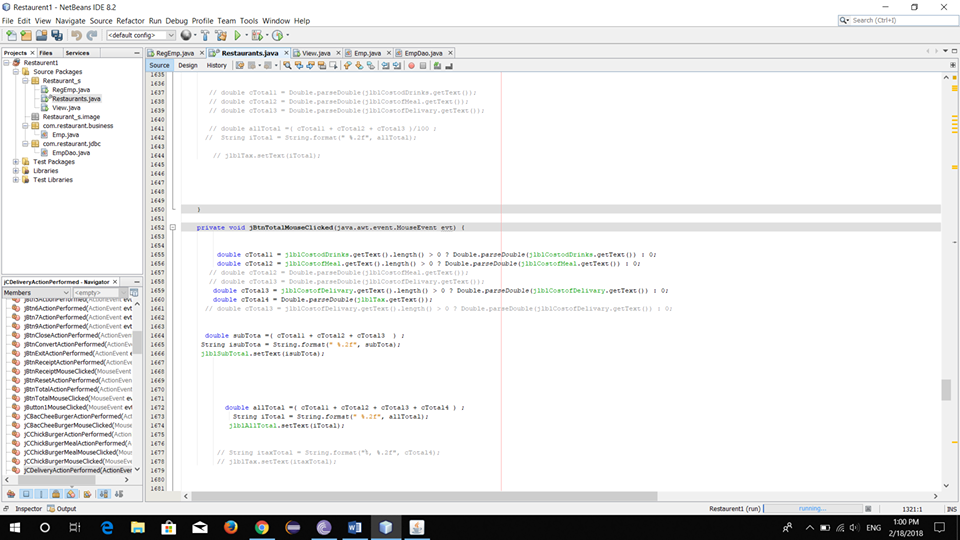 Restaurent1 - NetBeans IDE 8.2
File Edit View Navigate Source Refactor Run Debug Profile Team Tools Window Help
Search (Ctrl+I)
<default config>
Projects Files Services
RegEmp.java Restaurants.java View.java Emp.java EmpDao.java
Source Design History
Restaurent1
Source Packages
Restaurant_s
RegEmp.java
Restaurants.java
View.java
Restaurant_s.image
com.restaurant.business
Emp.java
com.restaurant.jdbc
EmpDao.java
Test Packages
Libraries
Test Libraries
jCDeliveryActionPerformed - Navigator
Members <empty>
jBtn5ActionPerformed(ActionEvent evt
jBtn6ActionPerformed(ActionEvent evt
jBtn7ActionPerformed(ActionEvent evt
jBtn9ActionPerformed(ActionEvent evt
jBtnCloseActionPerformed(ActionEvent
jBtnConvertActionPerformed(ActionEve
jBtnExitActionPerformed(ActionEvent e
jBtnReceiptActionPerformed(ActionEve
jBtnReceiptMouseClicked(MouseEvent
jBtnResetActionPerformed(ActionEvent
jBtnTotalActionPerformed(ActionEvent
jBtnTotalMouseClicked(MouseEvent ev
jButton1MouseClicked(MouseEvent evt
jCBacCheeBurgerActionPerformed(Act
jCBacCheeBurgerMouseClicked(Mouse
jCChickBurgerActionPerformed(Action
jCChickBurgerMealActionPerformed(Ac
jCChickBurgerMealMouseClicked(Mous
jCChickBurgerMouseClicked(MouseEve
jCDeliveryActionPerformed(ActionEver
1635
1636
1637 // double cTotal1 = Double.parseDouble(jlblCostodDrinks.getText());
1638 // double cTotal2 = Double.parseDouble(jlblCostofMeal.getText());
1639 // double cTotal3 = Double.parseDouble(jlblCostofDelivary.getText());
1640
1641 // double allTotal =( cTotal1 + cTotal2 + cTotal3 )/100 ;
1642 // String iTotal = String.format(" %.2f", allTotal);
1643
1644 // jlblTax.setText(iTotal);
1645
1646
1647
1648
1649
1650 }
1651
1652 private void jBtnTotalMouseClicked(java.awt.event.MouseEvent evt) {
1653
1654
1655 double cTotal1 = jlblCostodDrinks.getText().length() > 0 ? Double.parseDouble(jlblCostodDrinks.getText()) : 0;
1656 double cTotal2 = jlblCostofMeal.getText().length() > 0 ? Double.parseDouble(jlblCostofMeal.getText()) : 0;
1657 // double cTotal2 = Double.parseDouble(jlblCostofMeal.getText());
1658 // double cTotal3 = Double.parseDouble(jlblCostofDelivary.getText());
1659 double cTotal3 = jlblCostofDelivary.getText().length() > 0 ? Double.parseDouble(jlblCostofDelivary.getText()) : 0;
1660 double cTotal4 = Double.parseDouble(jlblTax.getText());
1661 // double cTotal3 = jlblCostofDelivary.getText().length() > 0 ? Double.parseDouble(jlblCostofDelivary.getText()) : 0;
1662
1663
1664 double subTota =( cTotal1 + cTotal2 + cTotal3 ) ;
1665 String isubTota = String.format(" %.2f", subTota);
1666 jlblSubTotal.setText(isubTota);
1667
1668
1669
1670
1671
1672 double allTotal =( cTotal1 + cTotal2 + cTotal3 + cTotal4 ) ;
1673 String iTotal = String.format(" %.2f", allTotal);
1674 jlblAllTotal.setText(iTotal);
1675
1676
1677 // String itaxTotal = String.format("%, %.2f", cTotal4);
1678 // jlblTax.setText(itaxTotal);
1679
1680
1681
Inspector Output
Restaurent1 (run) running... 1321:1 INS
ENG
1:00 PM
2/18/2018